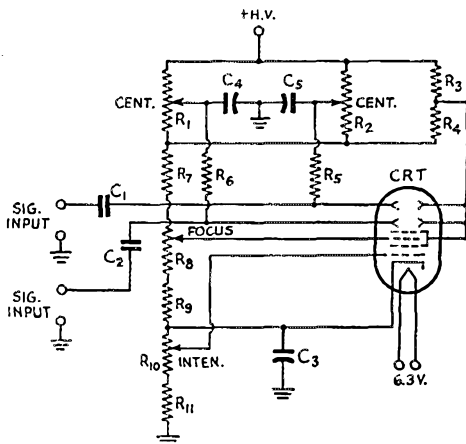 +H.V.
C4
C5
R3
CENT.
R1
CENT.
R2
R4
R7
R6
R5
CRT
C1
SIG.
INPUT
FOCUS
C2
R8
SIG.
INPUT
R9
R10
INTEN.
C3
6.3V.
R11